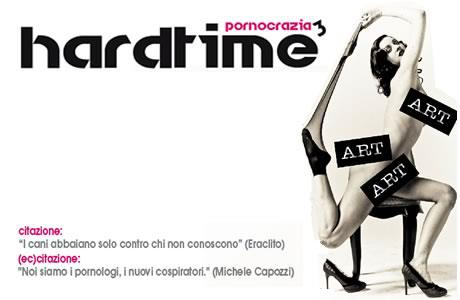 pornocrazia3
hardtime
ART
ART
ART
citazione:
"I cani abbaiano solo contro chi non conoscono" (Eraclito)
(ec)citazione:
"Noi siamo i pornologi, i nuovi cospiratori." (Michele Capozzi)